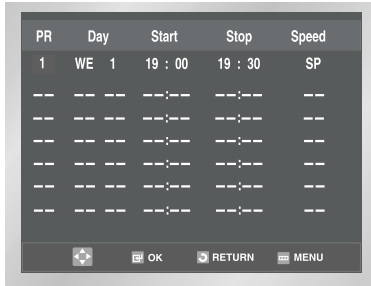 PR Day Start Stop Speed
1 WE 1 19 : 00 19 : 30 SP
–– –– –– ––:–– ––:–– ––
–– –– –– ––:–– ––:–– ––
–– –– –– ––:–– ––:–– ––
–– –– –– ––:–– ––:–– ––
–– –– –– ––:–– ––:–– ––
–– –– –– ––:–– ––:–– ––
OK RETURN MENU